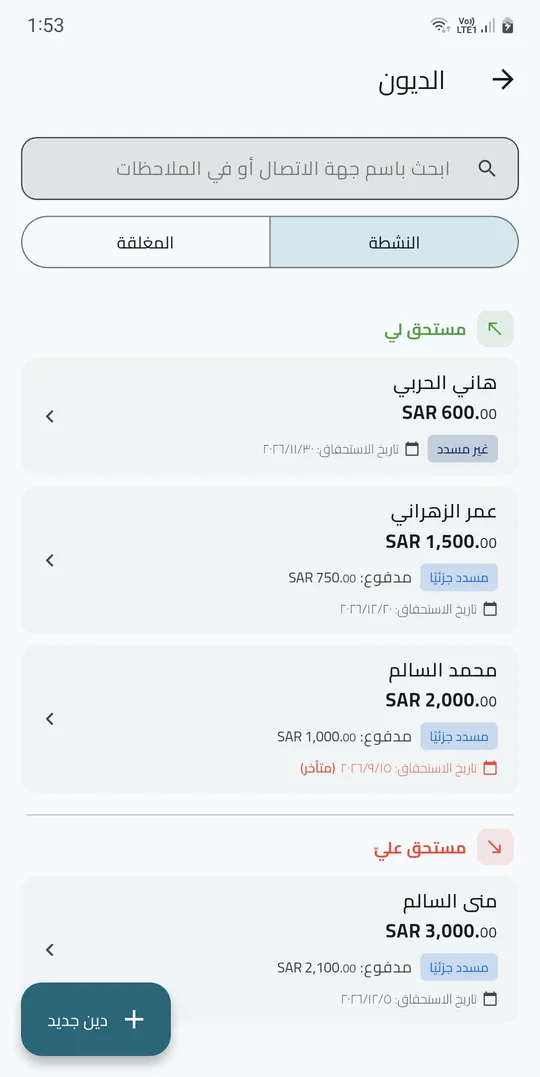 1:53
Vo)) LTE1
الديون
ابحث باسم جهة الاتصال أو في الملاحظات
النشطة
المغلقة
مستحق لي
هاني الحربي
SAR 600.00
غير مسدد
تاريخ الاستحقاق: ٢٠٢٦/١١/٣٠
عمر الزهراني
SAR 1,500.00
مسدد جزئيًا
مدفوع: SAR 750.00
تاريخ الاستحقاق: ٢٠٢٦/١٢/٢٠
محمد السالم
SAR 2,000.00
مسدد جزئيًا
مدفوع: SAR 1,000.00
تاريخ الاستحقاق: ٢٠٢٦/٩/١٥ (متأخر)
مستحق عليّ
منى السالم
SAR 3,000.00
مسدد جزئيًا
مدفوع: SAR 2,100.00
تاريخ الاستحقاق: ٢٠٢٦/١٢/٥
دين جديد